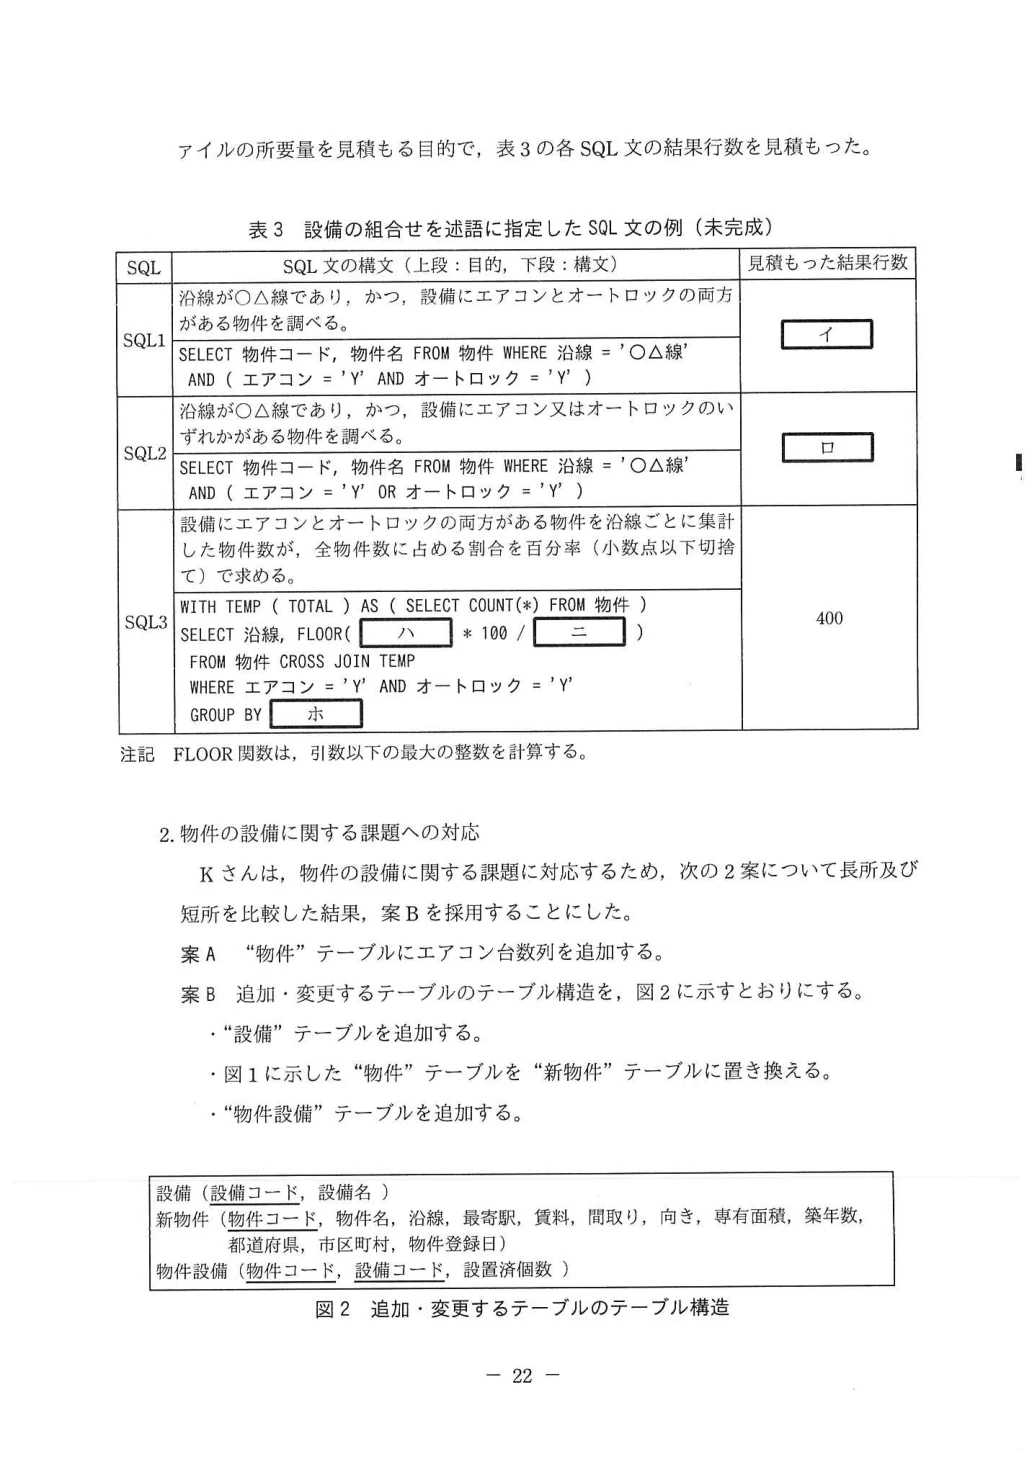 ァイルの所要量を見積もる目的で，表3の各SQL文の結果行数を見積もった。
表3 設備の組合せを述語に指定したSQL文の例（未完成）
SQL SQL文の構文（上段：目的，下段：構文） 見積もった結果行数
沿線が○△線であり，かつ，設備にエアコンとオートロックの両方
がある物件を調べる。
SQL1 イ
SELECT 物件コード, 物件名 FROM 物件 WHERE 沿線 = '○△線'
AND ( エアコン = 'Y' AND オートロック = 'Y' )
沿線が○△線であり，かつ，設備にエアコン又はオートロックのい
ずれかがある物件を調べる。
SQL2 ロ
SELECT 物件コード, 物件名 FROM 物件 WHERE 沿線 = '○△線'
AND ( エアコン = 'Y' OR オートロック = 'Y' )
設備にエアコンとオートロックの両方がある物件を沿線ごとに集計
した物件数が，全物件数に占める割合を百分率（小数点以下切捨
て）で求める。
WITH TEMP ( TOTAL ) AS ( SELECT COUNT(*) FROM 物件 )
SQL3 SELECT 沿線, FLOOR( ハ * 100 / ニ ) 400
FROM 物件 CROSS JOIN TEMP
WHERE エアコン = 'Y' AND オートロック = 'Y'
GROUP BY ホ
注記 FLOOR関数は，引数以下の最大の整数を計算する。
2. 物件の設備に関する課題への対応
Kさんは，物件の設備に関する課題に対応するため，次の2案について長所及び
短所を比較した結果，案Bを採用することにした。
案A “物件”テーブルにエアコン台数列を追加する。
案B 追加・変更するテーブルのテーブル構造を，図2に示すとおりにする。
・“設備”テーブルを追加する。
・図1に示した“物件”テーブルを“新物件”テーブルに置き換える。
・“物件設備”テーブルを追加する。
設備（設備コード，設備名）
新物件（物件コード，物件名，沿線，最寄駅，賃料，間取り，向き，専有面積，築年数，
都道府県，市区町村，物件登録日）
物件設備（物件コード，設備コード，設置済個数）
図2 追加・変更するテーブルのテーブル構造
－ 22 －